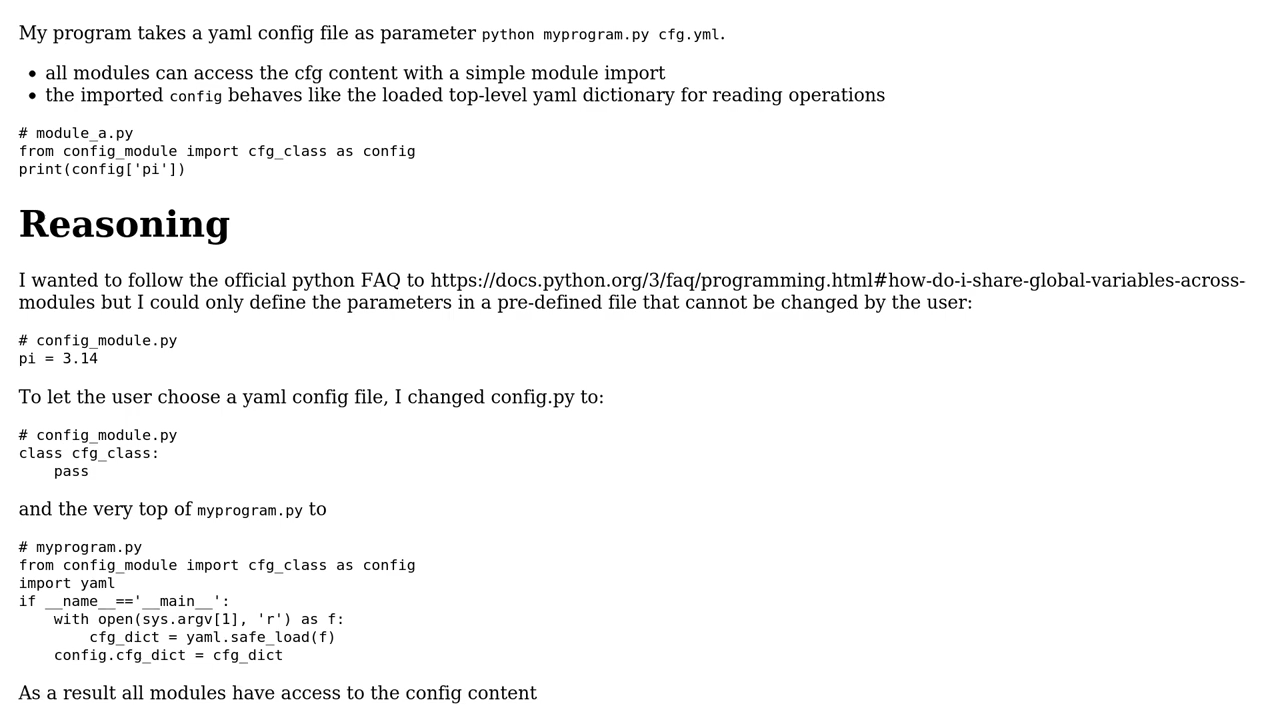 My program takes a yaml config file as parameter python myprogram.py cfg.yml.
• all modules can access the cfg content with a simple module import
• the imported config behaves like the loaded top-level yaml dictionary for reading operations
# module_a.py
from config_module import cfg_class as config
print(config['pi'])
Reasoning
I wanted to follow the official python FAQ to https://docs.python.org/3/faq/programming.html#how-do-i-share-global-variables-across-
modules but I could only define the parameters in a pre-defined file that cannot be changed by the user:
# config_module.py
pi = 3.14
To let the user choose a yaml config file, I changed config.py to:
# config_module.py
class cfg_class:
    pass
and the very top of myprogram.py to
# myprogram.py
from config_module import cfg_class as config
import yaml
if __name__=='__main__':
    with open(sys.argv[1], 'r') as f:
        cfg_dict = yaml.safe_load(f)
    config.cfg_dict = cfg_dict
As a result all modules have access to the config content